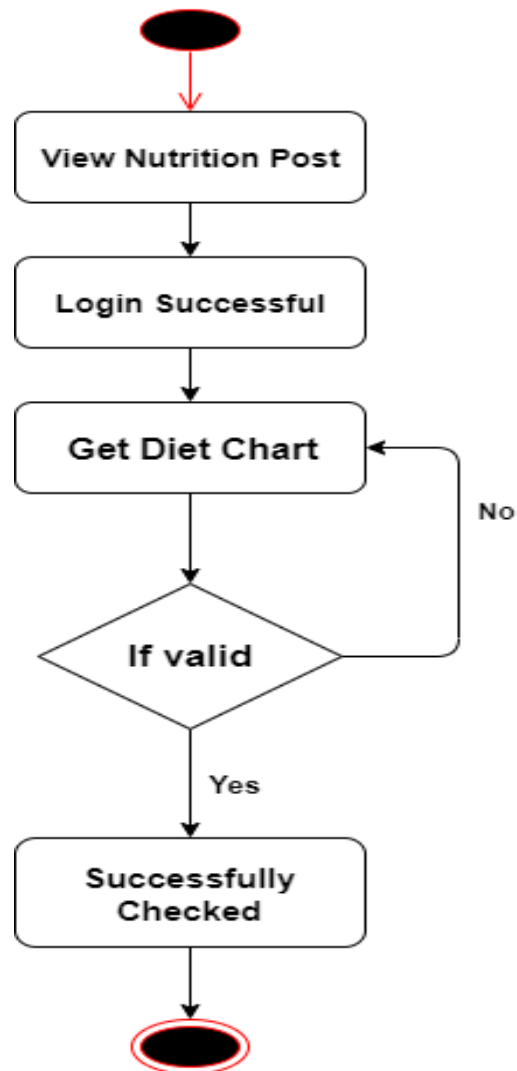 View Nutrition Post
Login Successful
Get Diet Chart
No
If valid
Yes
Successfully
Checked